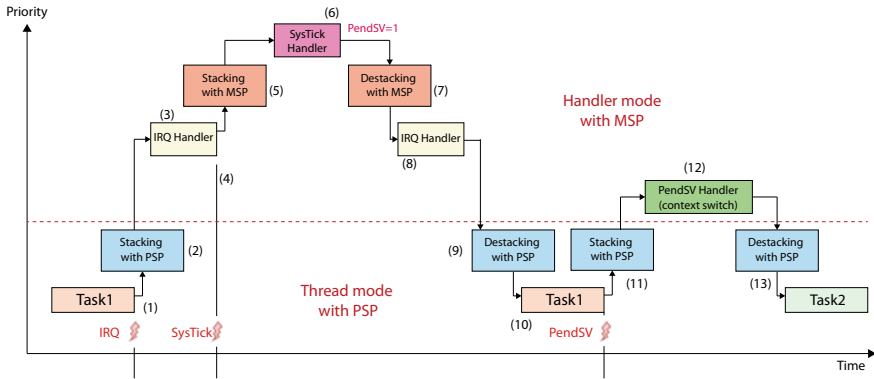 Priority
(6)
SysTick
Handler
PendSV=1
Stacking
with MSP
(5)
Destacking
with MSP
(7)
Handler mode
with MSP
(3)
IRQ Handler
(4)
IRQ Handler
(8)
(12)
PendSV Handler
(context switch)
Stacking
with PSP
(2)
(9)
Destacking
with PSP
Stacking
with PSP
(11)
Destacking
with PSP
(13)
Thread mode
with PSP
Task1
(1)
Task1
(10)
Task2
IRQ
SysTick
PendSV
Time